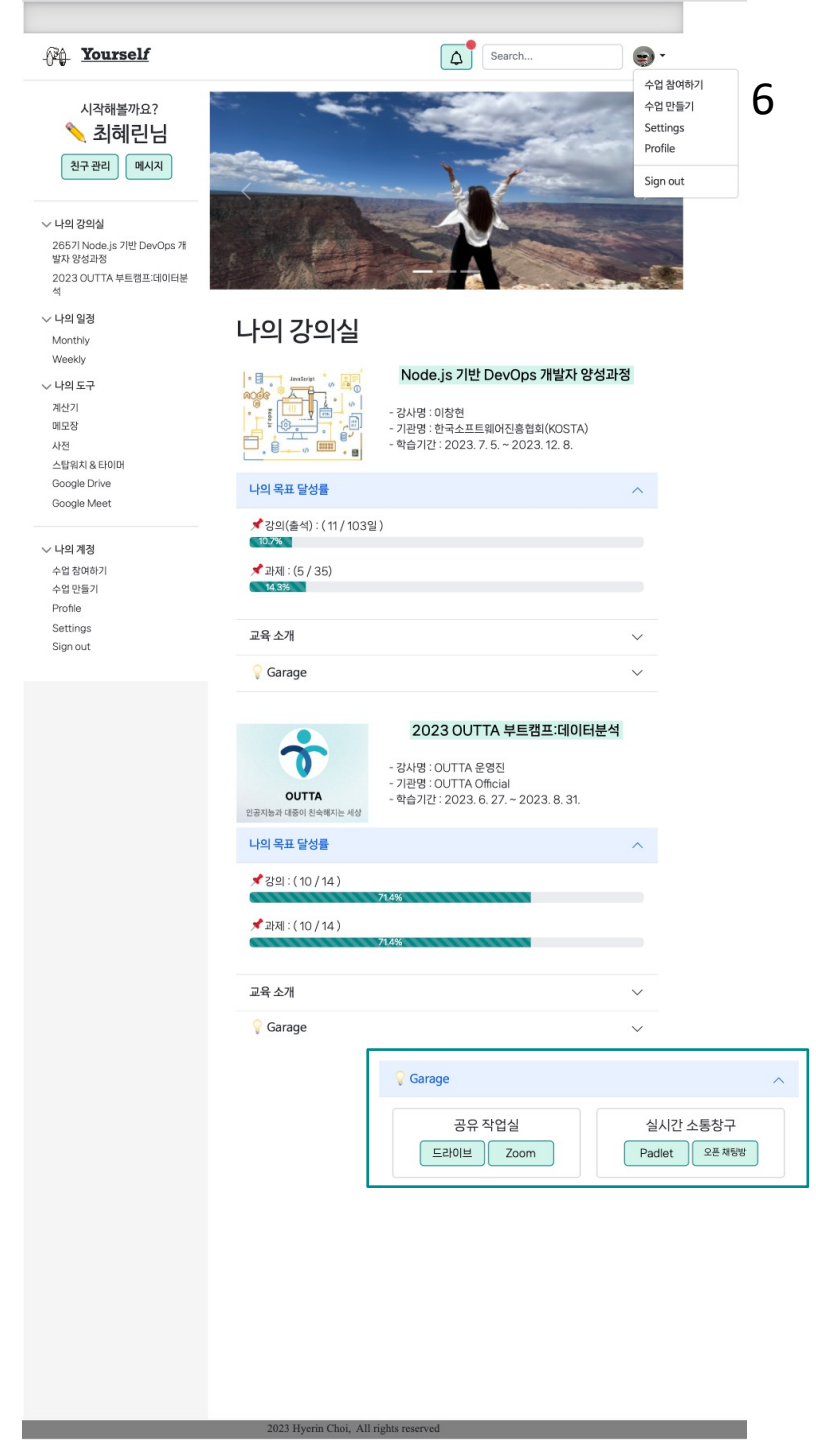 Yourself
Search...
수업 참여하기
수업 만들기
Settings
Profile
Sign out
6
시작해볼까요?
✏️ 최혜린님
친구 관리 메시지
나의 강의실
265기 Node.js 기반 DevOps 개
발자 양성과정
2023 OUTTA 부트캠프:데이터분
석
나의 일정
Monthly
Weekly
나의 도구
계산기
메모장
사전
스탑워치 & 타이머
Google Drive
Google Meet
나의 계정
수업 참여하기
수업 만들기
Profile
Settings
Sign out
나의 강의실
JavaScript
node
Node.js
Node.js 기반 DevOps 개발자 양성과정
- 강사명 : 이창현
- 기관명 : 한국소프트웨어진흥협회(KOSTA)
- 학습기간 : 2023. 7. 5. ~ 2023. 12. 8.
나의 목표 달성률
📌강의(출석) : ( 11 / 103일 )
10.7%
📌과제 : (5 / 35)
14.3%
교육 소개
💡 Garage
OUTTA
인공지능과 대중이 친숙해지는 세상
2023 OUTTA 부트캠프:데이터분석
- 강사명 : OUTTA 운영진
- 기관명 : OUTTA Official
- 학습기간 : 2023. 6. 27. ~ 2023. 8. 31.
나의 목표 달성률
📌강의 : ( 10 / 14 )
71.4%
📌과제 : ( 10 / 14 )
71.4%
교육 소개
💡 Garage
💡 Garage
공유 작업실
드라이브 Zoom
실시간 소통창구
Padlet 오픈 채팅방
2023 Hyerin Choi, All rights reserved